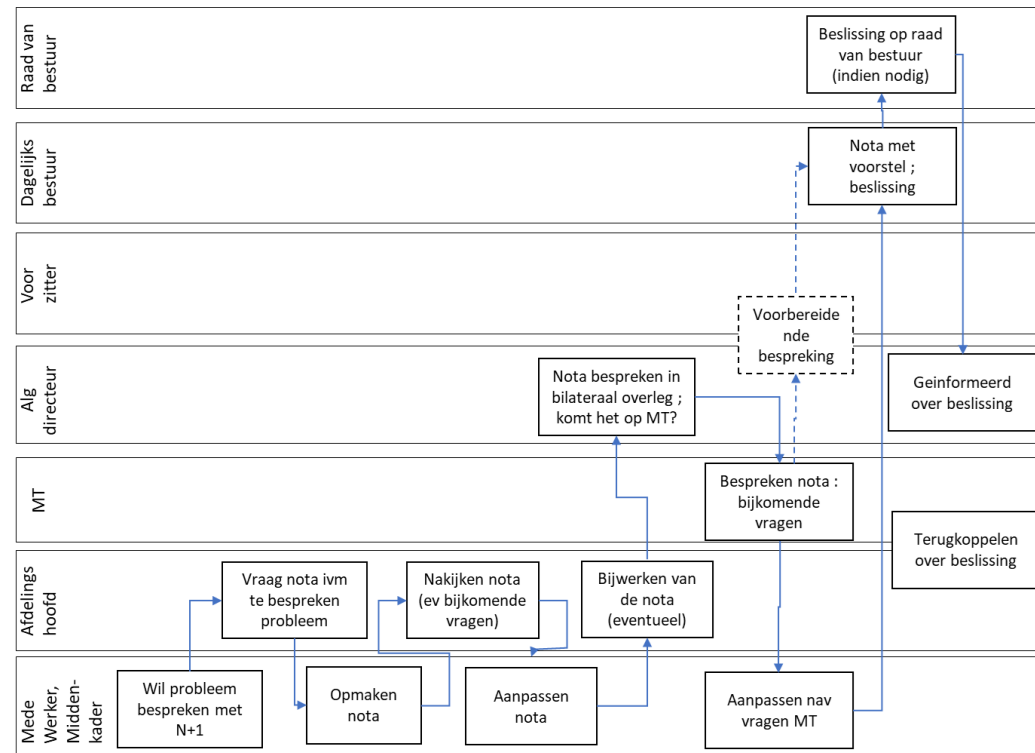 Raad van
bestuur
Beslissing op raad
van bestuur
(indien nodig)
Dagelijks
bestuur
Nota met
voorstel ;
beslissing
Voor
zitter
Voorbereide
nde
bespreking
Alg
directeur
Nota bespreken in
bilateraal overleg ;
komt het op MT?
Geinformeerd
over beslissing
MT
Bespreken nota :
bijkomende
vragen
Terugkoppelen
over beslissing
Afdelings
hoofd
Vraag nota ivm
te bespreken
probleem
Nakijken nota
(ev bijkomende
vragen)
Bijwerken van
de nota
(eventueel)
Mede
Werker,
Midden-
kader
Wil probleem
bespreken met
N+1
Opmaken
nota
Aanpassen
nota
Aanpassen nav
vragen MT